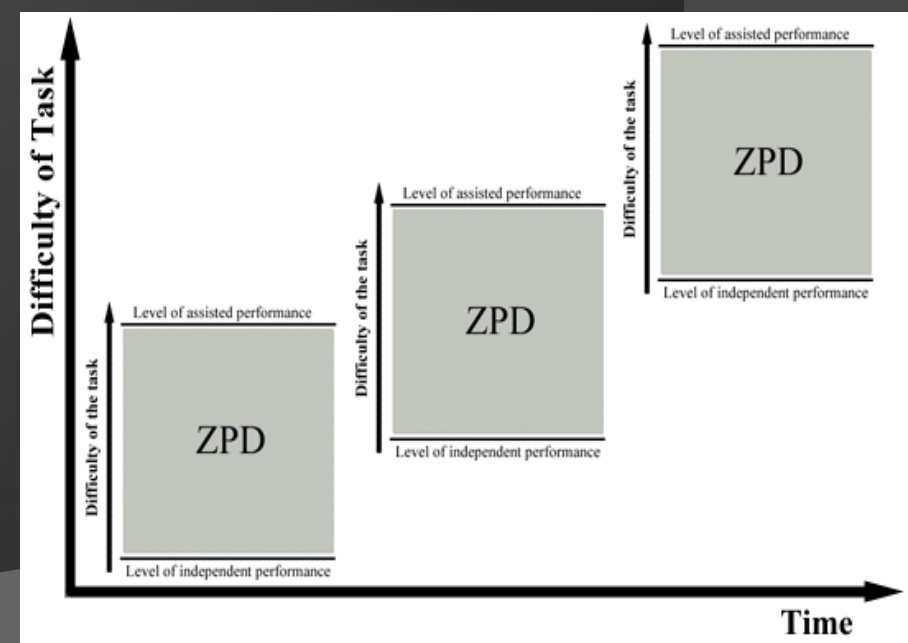 Difficulty of Task
Level of assisted performance
Difficulty of the task
ZPD
Level of independent performance
Level of assisted performance
Difficulty of the task
ZPD
Level of independent performance
Level of assisted performance
Difficulty of the task
ZPD
Level of independent performance
Time